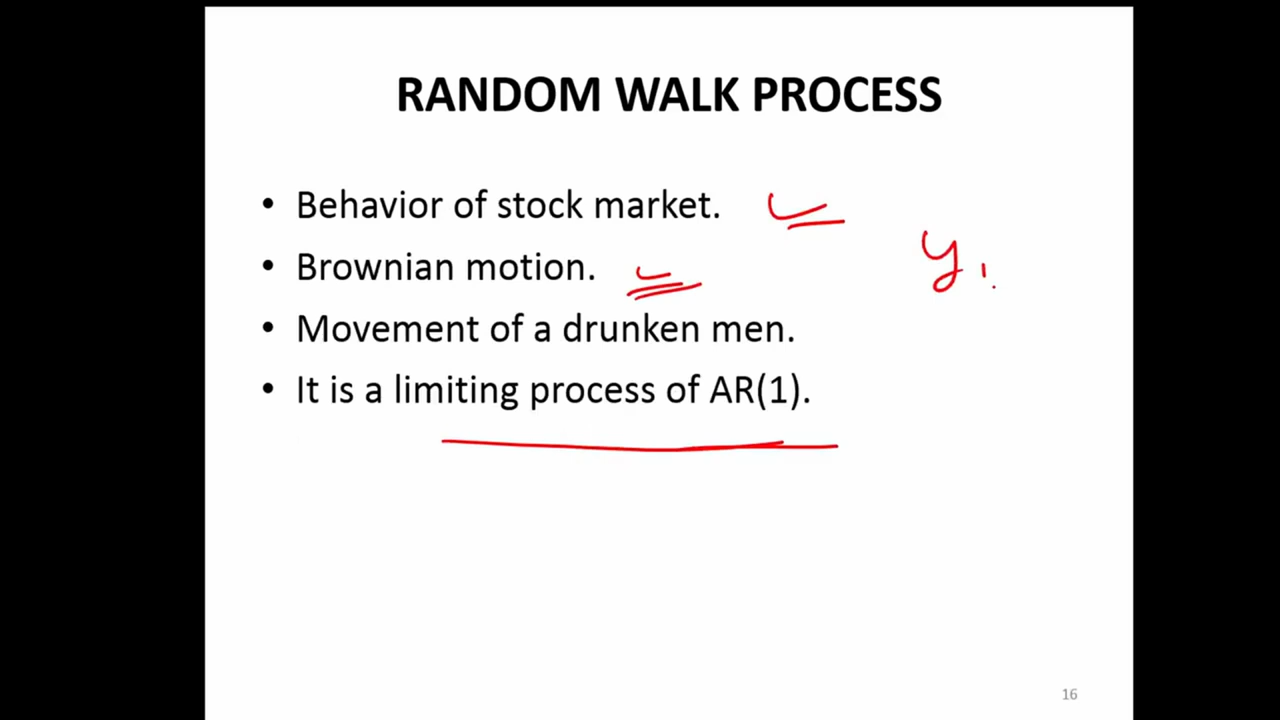 RANDOM WALK PROCESS
• Behavior of stock market.
• Brownian motion.
y
• Movement of a drunken men.
• It is a limiting process of AR(1).
16